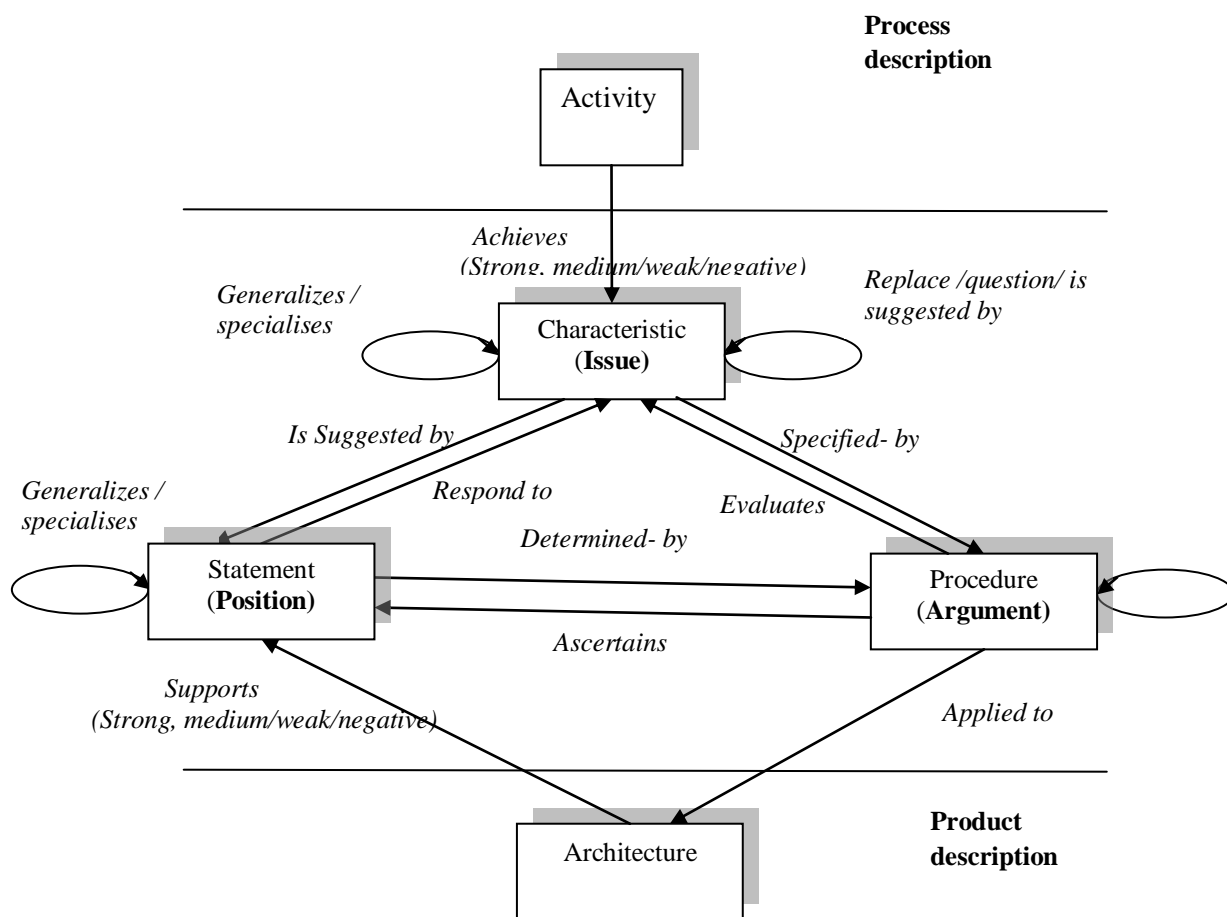 Process
description
Activity
Achieves
(Strong, medium/weak/negative)
Generalizes /
specialises
Replace /question/ is
suggested by
Characteristic
(Issue)
Is Suggested by
Specified- by
Respond to
Evaluates
Generalizes /
specialises
Determined- by
Statement
(Position)
Procedure
(Argument)
Ascertains
Supports
(Strong, medium/weak/negative)
Applied to
Architecture
Product
description